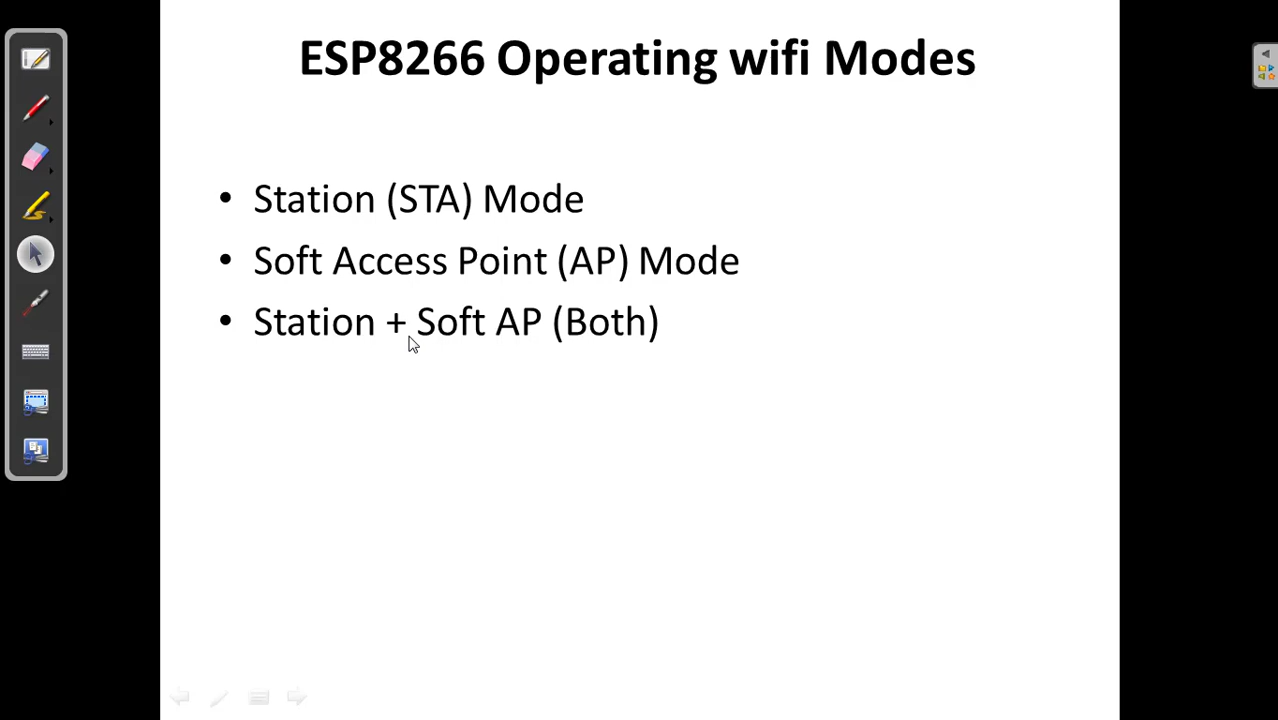 ESP8266 Operating wifi Modes
• Station (STA) Mode
• Soft Access Point (AP) Mode
• Station + Soft AP (Both)